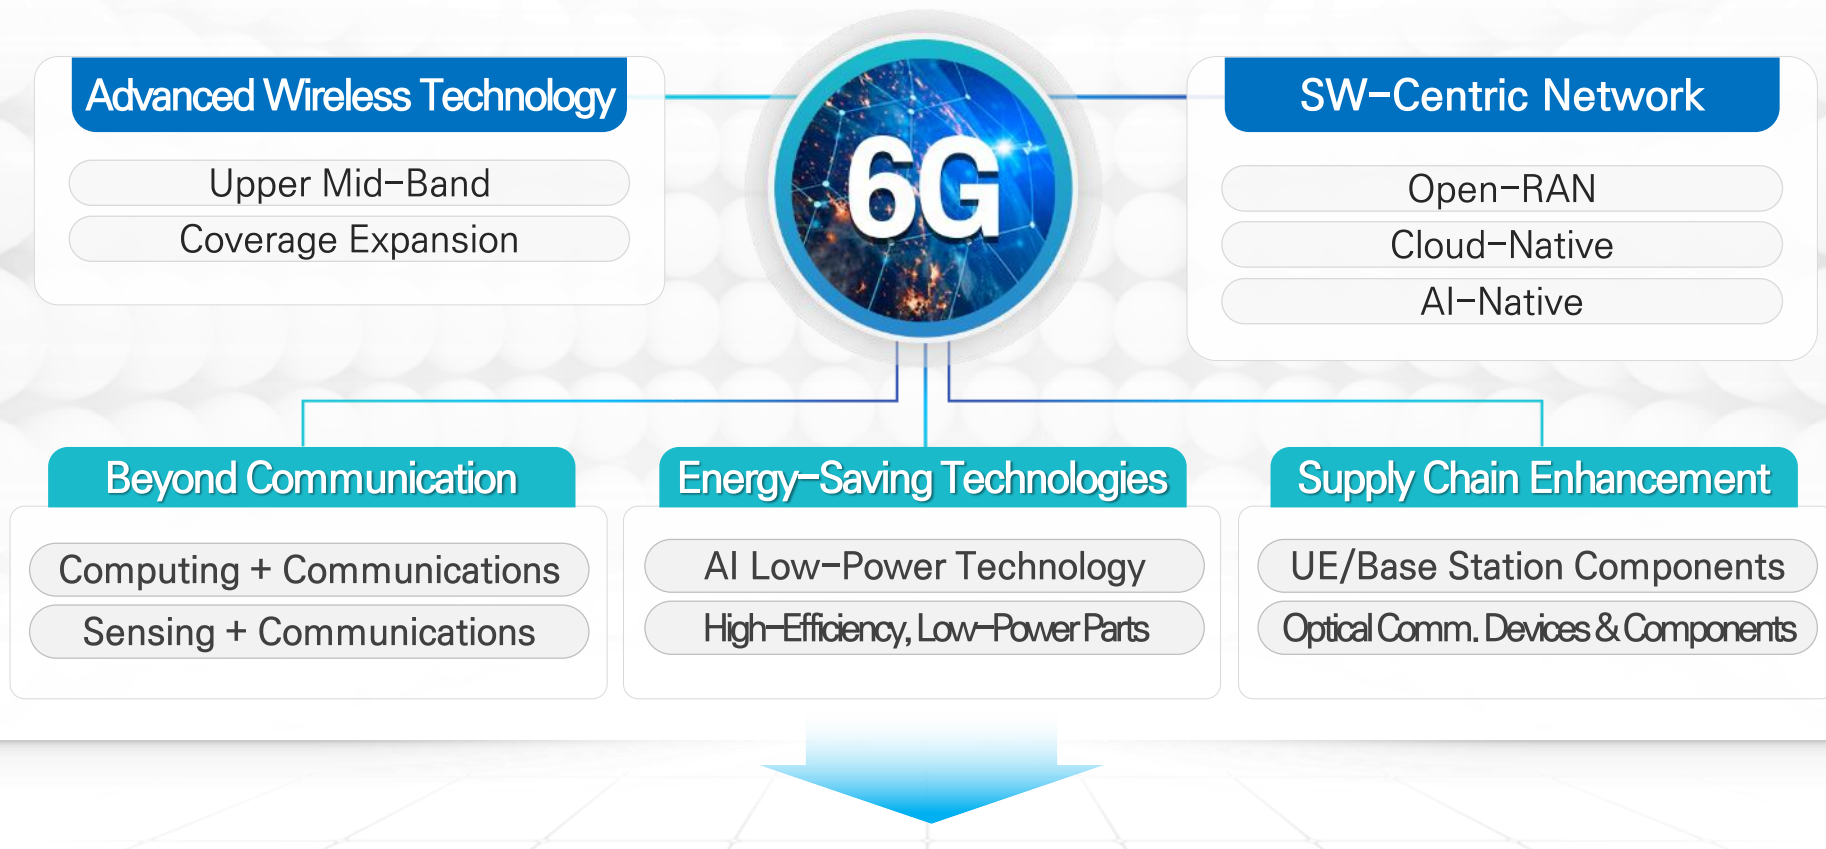 Advanced Wireless Technology
Upper Mid-Band
Coverage Expansion
6G
SW-Centric Network
Open-RAN
Cloud-Native
AI-Native
Beyond Communication
Computing + Communications
Sensing + Communications
Energy-Saving Technologies
AI Low-Power Technology
High-Efficiency, Low-Power Parts
Supply Chain Enhancement
UE/Base Station Components
Optical Comm. Devices & Components